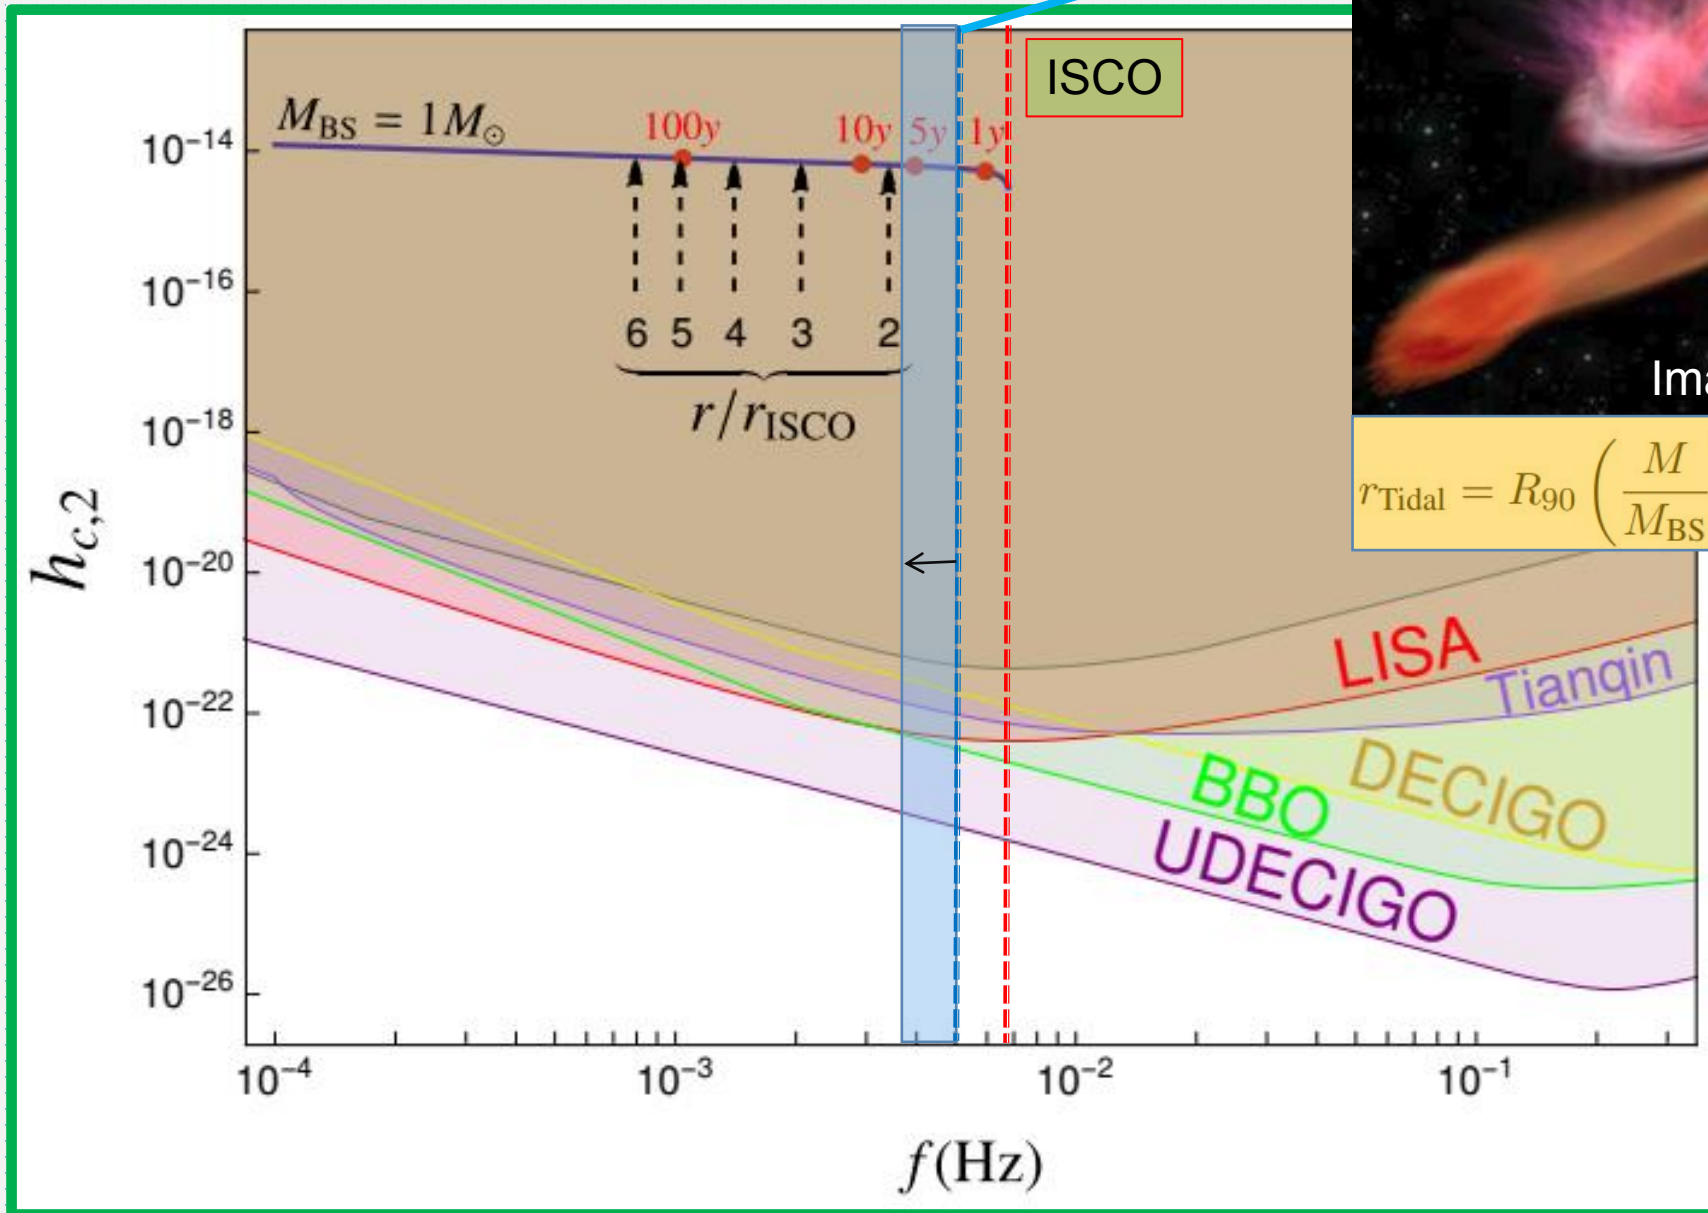 ISCO
M_BS = 1M_⊙
100y 10y 5y 1y
10⁻¹⁴
10⁻¹⁶
6 5 4 3 2
r/r_ISCO
10⁻¹⁸
h_c,2
r_Tidal = R_90 ( M / M_BS
10⁻²⁰
LISA
Tianqin
10⁻²²
DECIGO
BBO
UDECIGO
10⁻²⁴
10⁻²⁶
10⁻⁴ 10⁻³ 10⁻² 10⁻¹
f(Hz)